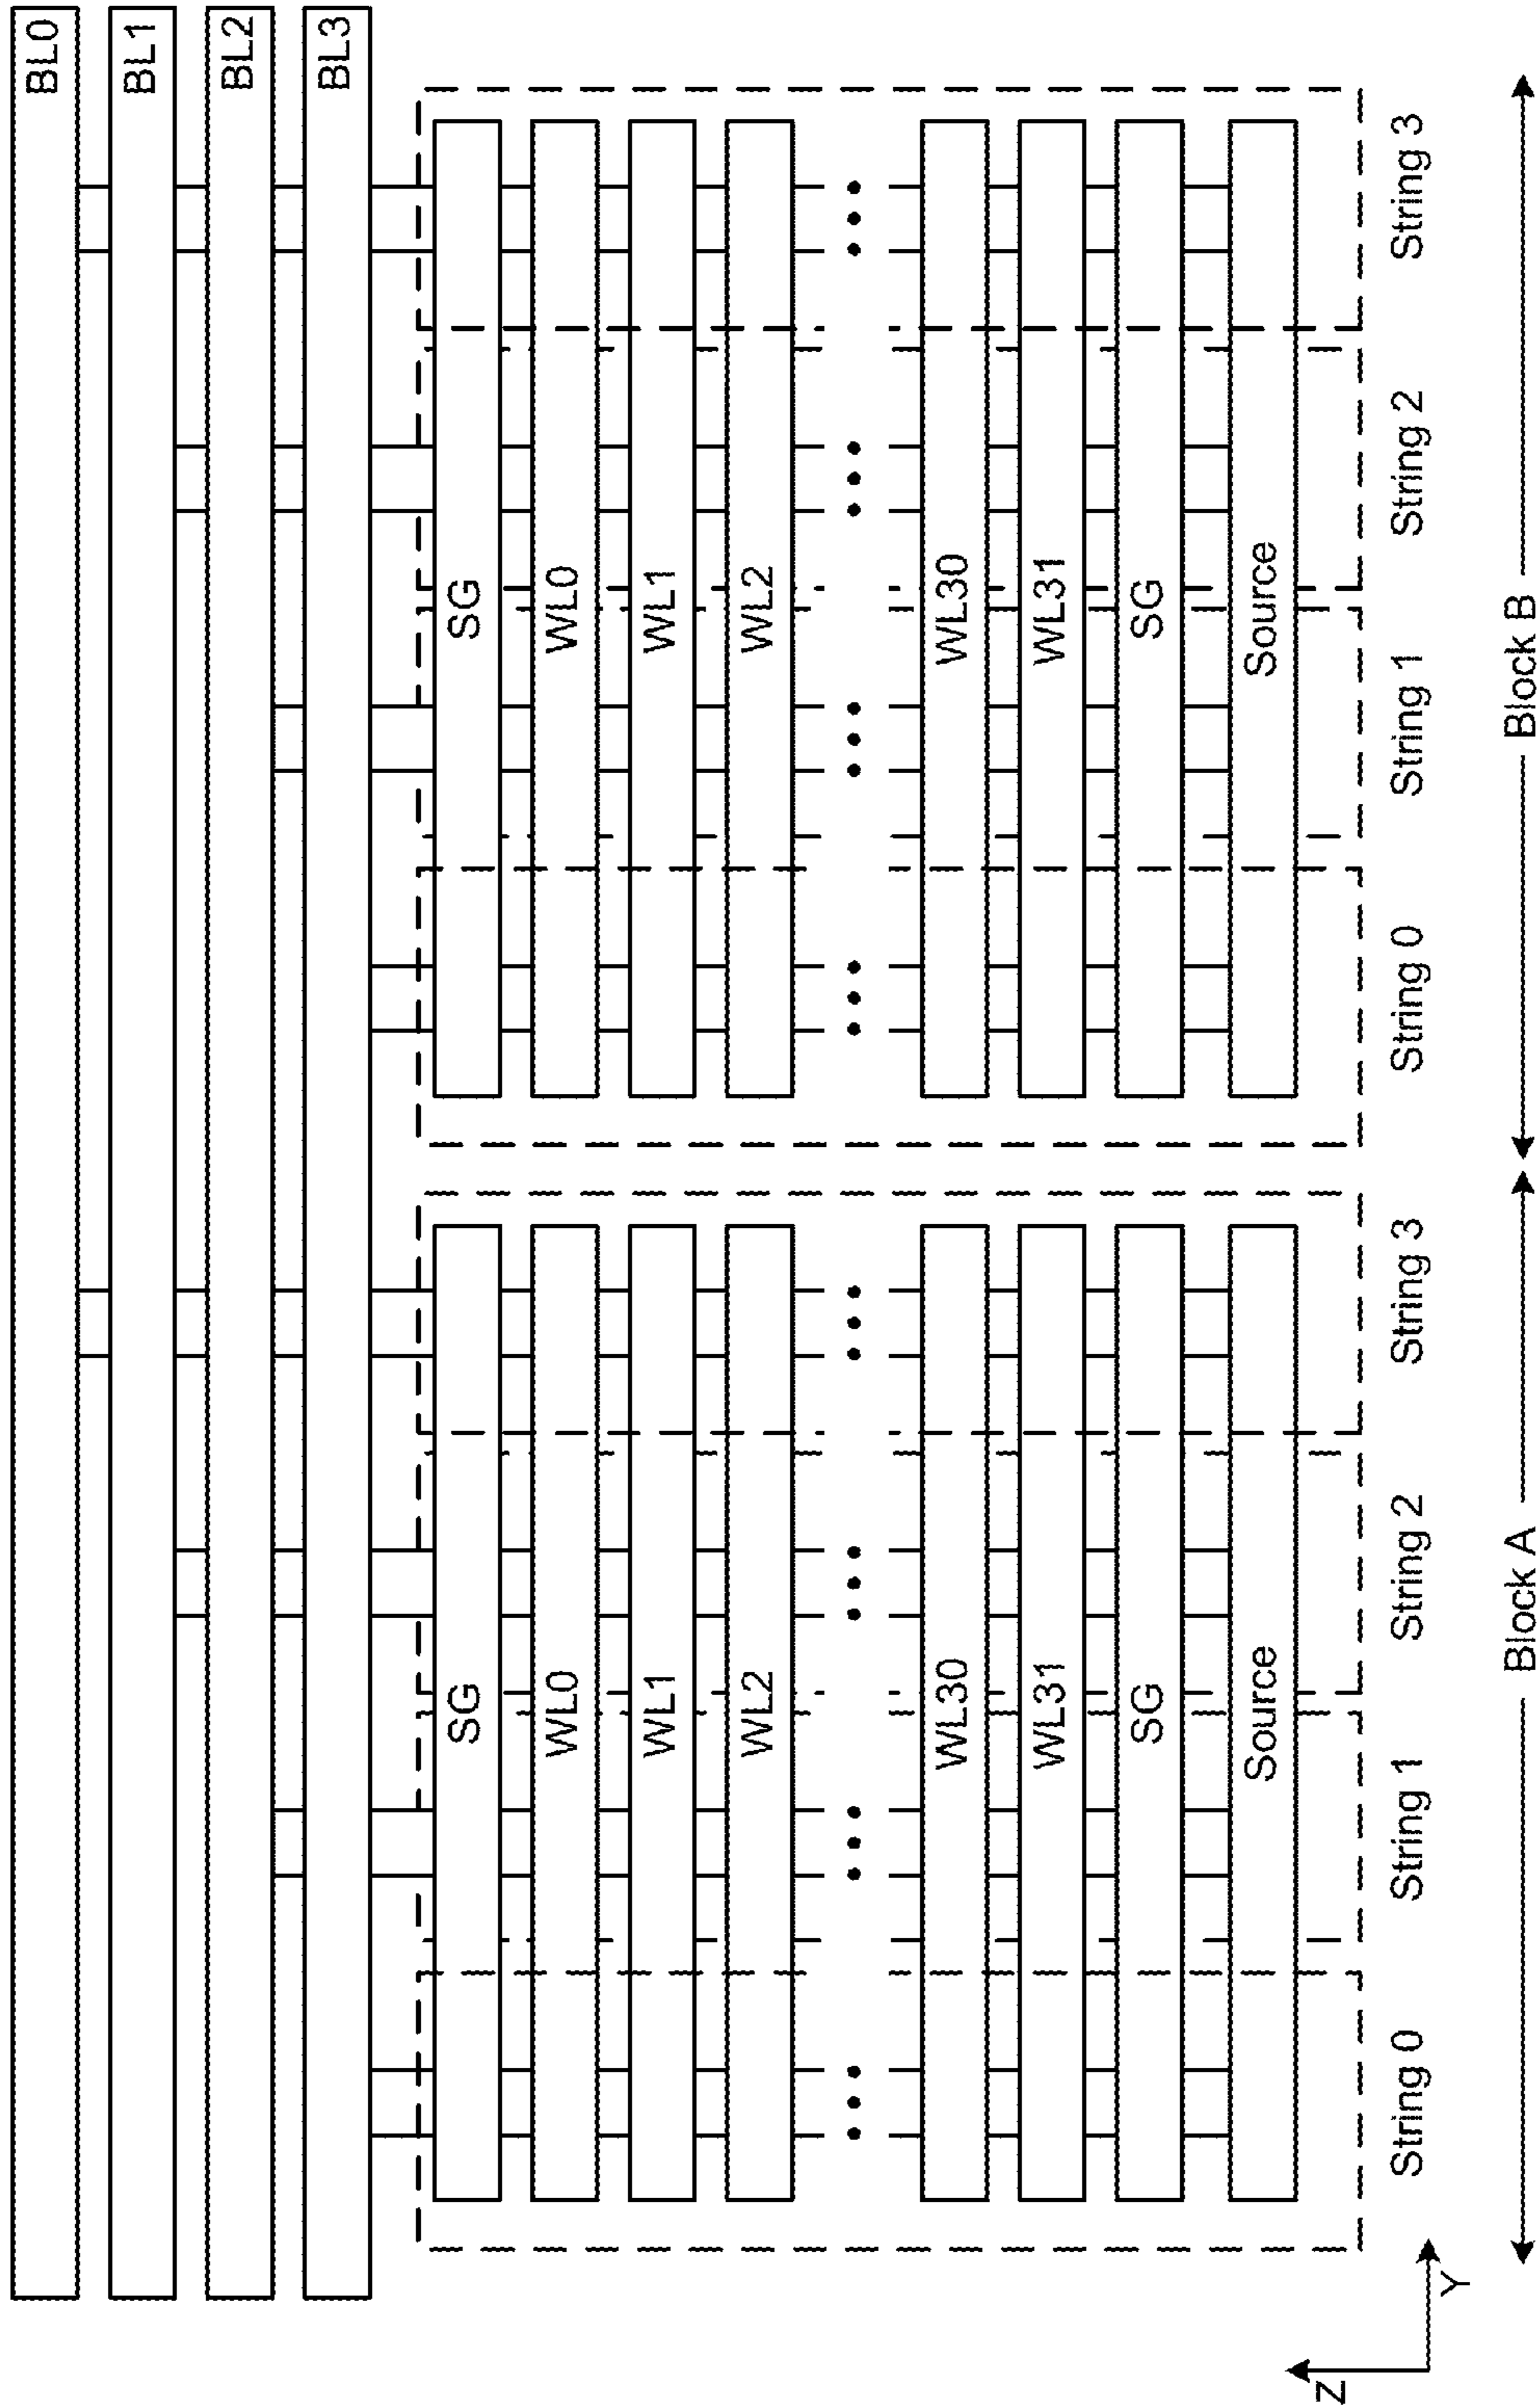 BL0
BL1
BL2
BL3
SG
SG
WL0
WL0
WL1
WL1
WL2
WL2
WL30
WL30
WL31
WL31
SG
SG
Source
Source
String 0
String 1
String 2
String 3
String 0
String 1
String 2
String 3
Block A
Block B
Z
Y